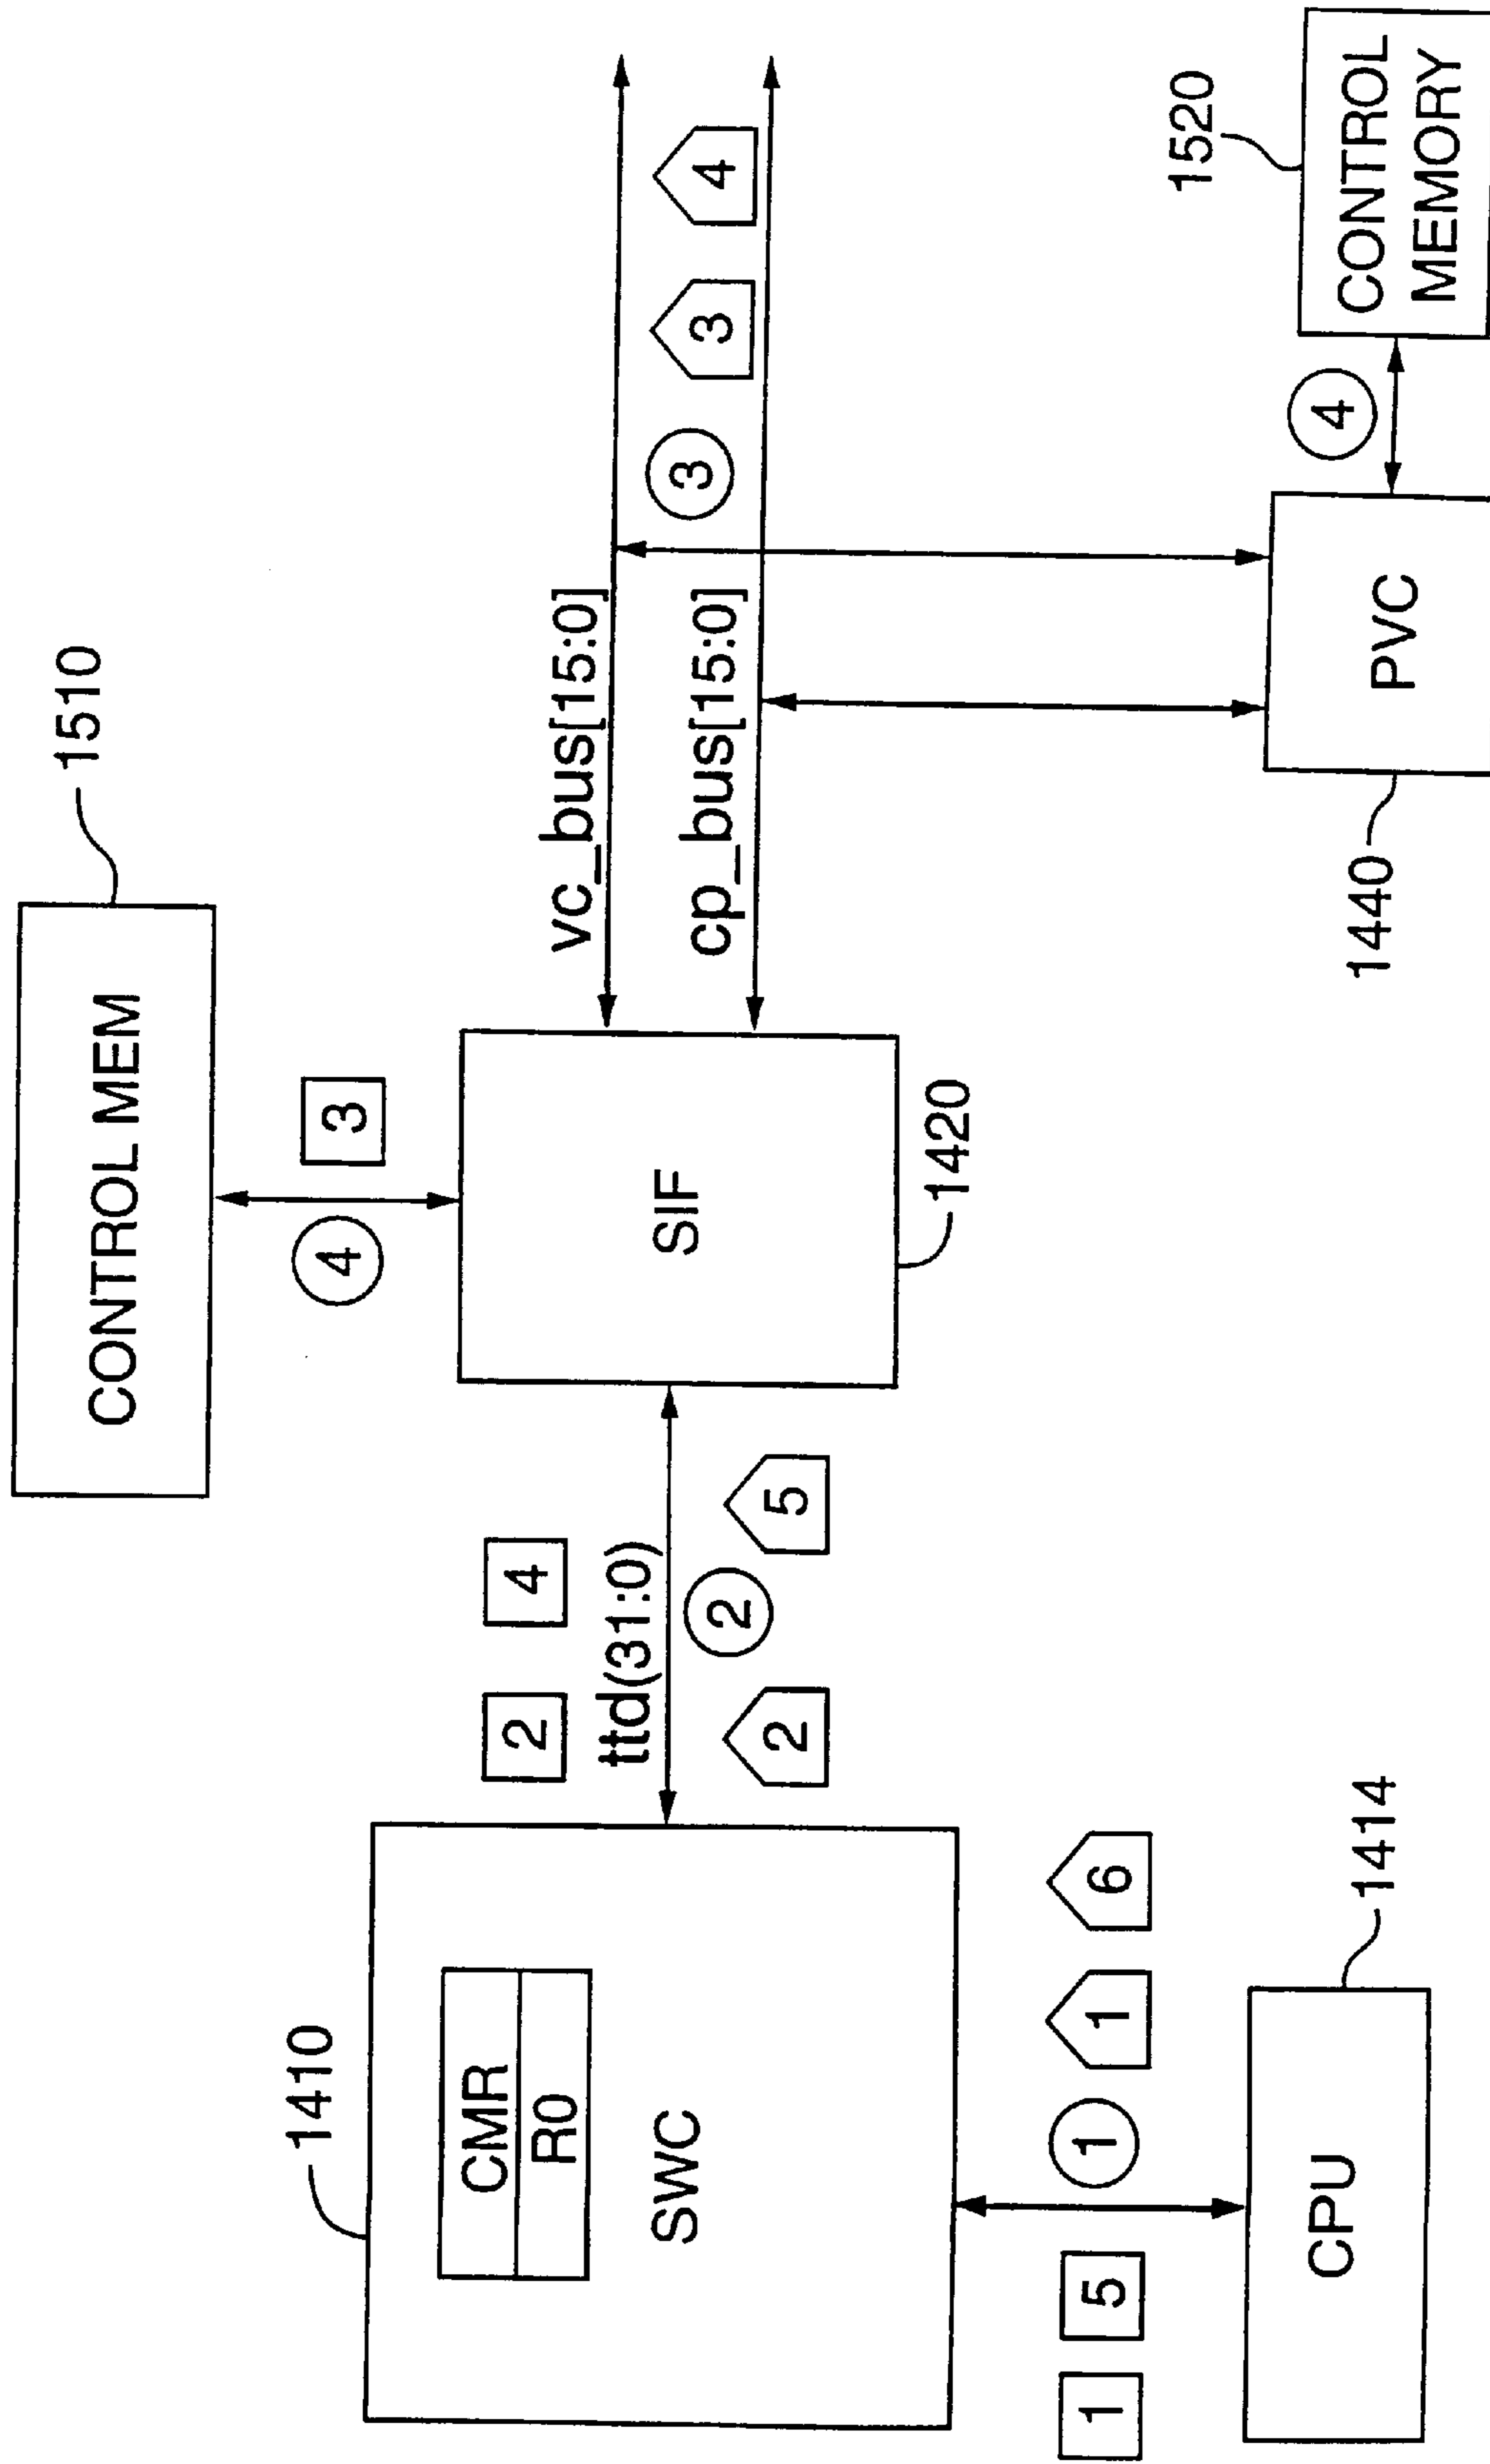 1510
CONTROL MEM
4
3
1410
CMR
R0
SWC
2
4
ttd(31:0)
2
2
5
SIF
1420
vc_bus[15:0]
cp_bus[15:0]
3
3
4
1
5
1
1
6
CPU
1414
1440
PVC
4
1520
CONTROL
MEMORY